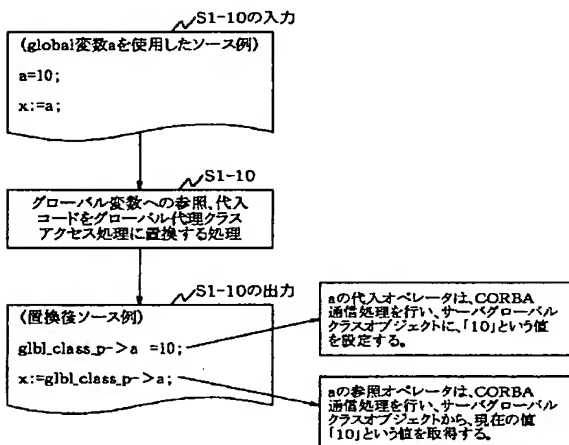 S1-10の入力
(global変数aを使用したソース例)
a=10;
x:=a;
S1-10
グローバル変数への参照、代入
コードをグローバル代理クラス
アクセス処理に置換する処理
S1-10の出力
(置換後ソース例)
glbl_class_p->a =10;
x:=glbl_class_p->a;
aの代入オペレータは、CORBA
通信処理を行い、サーバグローバル
クラスオブジェクトに、「10」という値
を設定する。
aの参照オペレータは、CORBA
通信処理を行い、サーバグローバル
クラスオブジェクトから、現在の値
「10」という値を取得する。